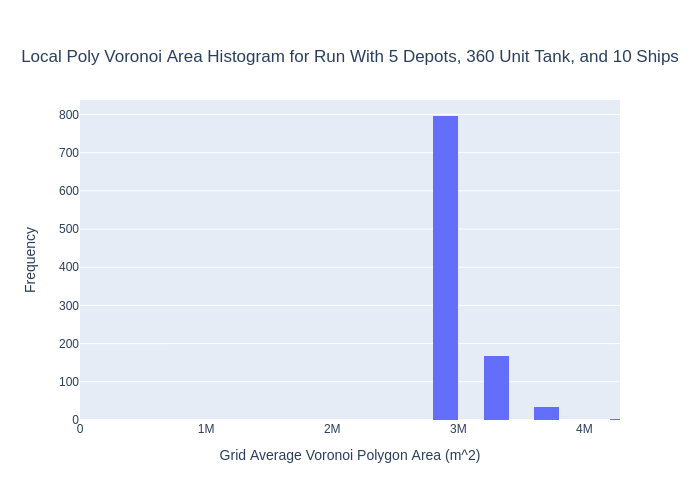 Local Poly Voronoi Area Histogram for Run With 5 Depots, 360 Unit Tank, and 10 Ships
800
700
600
500
400
300
200
100
0
Frequency
0 1M 2M 3M 4M
Grid Average Voronoi Polygon Area (m^2)